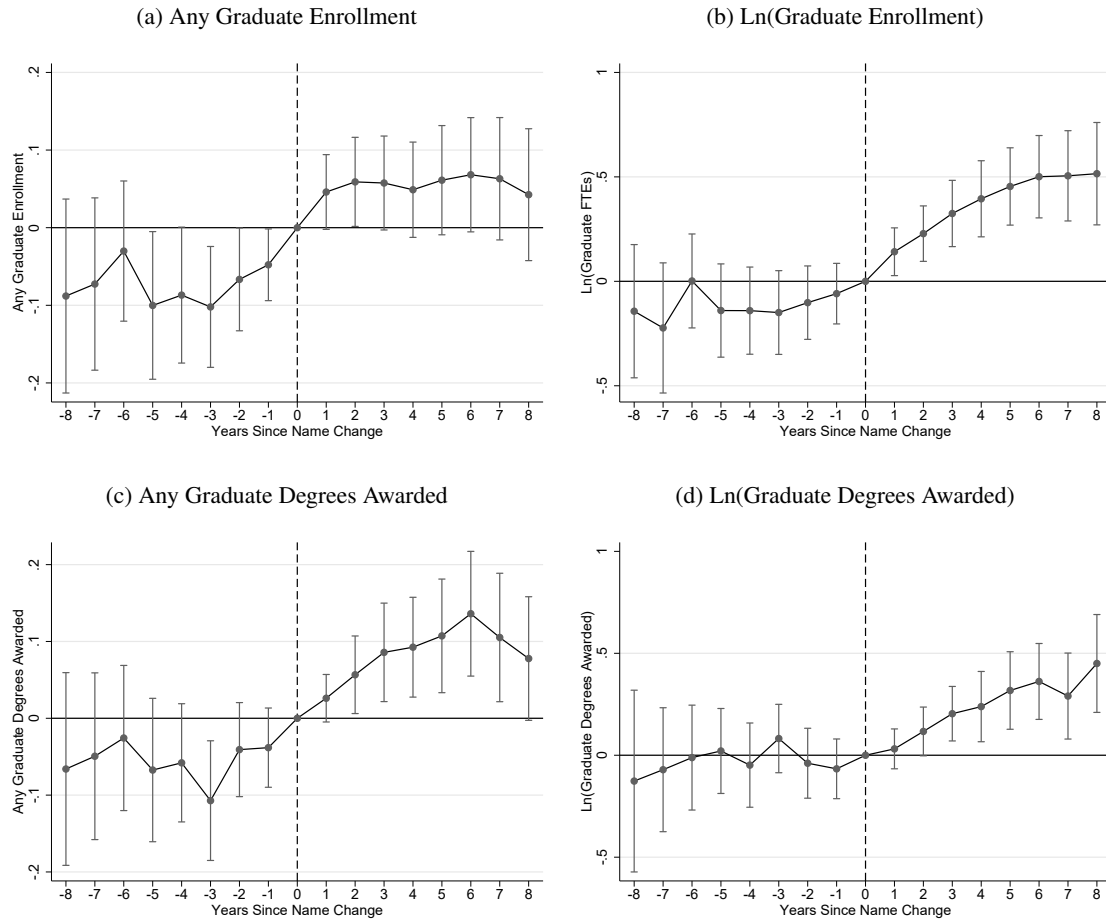 (a) Any Graduate Enrollment
Any Graduate Enrollment
.2
.1
0
-.1
-.2
-8 -7 -6 -5 -4 -3 -2 -1 0 1 2 3 4 5 6 7 8
Years Since Name Change
(b) Ln(Graduate Enrollment)
Ln(Graduate FTEs)
1
.5
0
-.5
-8 -7 -6 -5 -4 -3 -2 -1 0 1 2 3 4 5 6 7 8
Years Since Name Change
(c) Any Graduate Degrees Awarded
Any Graduate Degrees Awarded
.2
.1
0
-.1
-.2
-8 -7 -6 -5 -4 -3 -2 -1 0 1 2 3 4 5 6 7 8
Years Since Name Change
(d) Ln(Graduate Degrees Awarded)
Ln(Graduate Degrees Awarded)
1
.5
0
-.5
-8 -7 -6 -5 -4 -3 -2 -1 0 1 2 3 4 5 6 7 8
Years Since Name Change